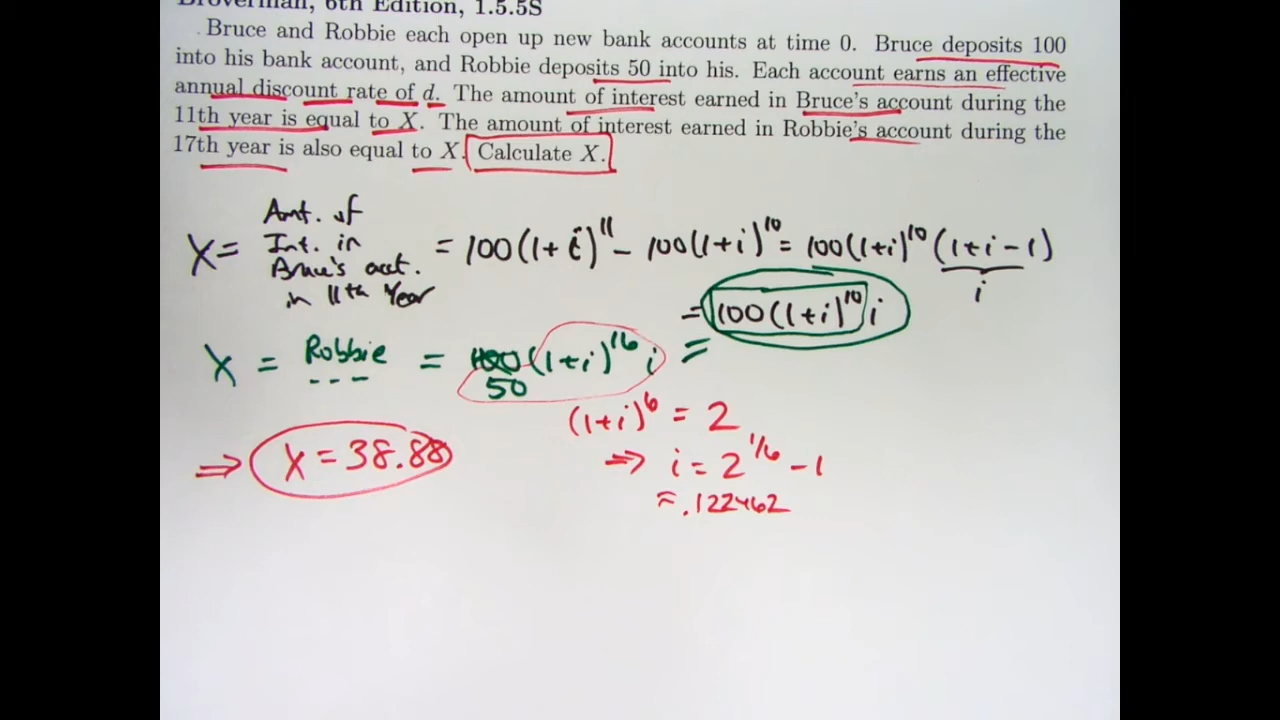 Broverman, 6th Edition, 1.5.5S
Bruce and Robbie each open up new bank accounts at time 0. Bruce deposits 100
into his bank account, and Robbie deposits 50 into his. Each account earns an effective
annual discount rate of d. The amount of interest earned in Bruce's account during the
11th year is equal to X. The amount of interest earned in Robbie's account during the
17th year is also equal to X. Calculate X.
X = Amt. of Int. in Bruce's acct. in 11th Year = 100(1+i)^11 - 100(1+i)^10 = 100(1+i)^10 (1+i-1)
i
= 100(1+i)^10 i
X = Robbie --- = 50(1+i)^16 i =
(1+i)^6 = 2
⇒ X = 38.88
⇒ i = 2^1/6 - 1
≈ .122462